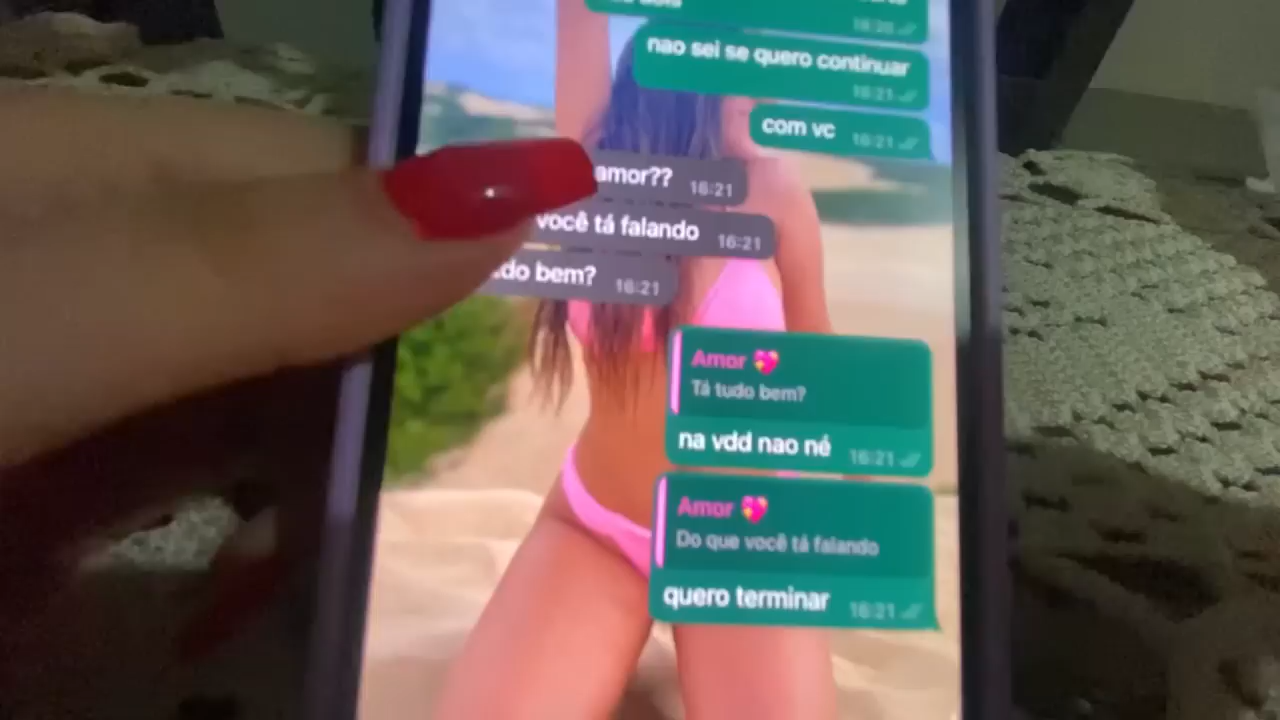 16:20
nao sei se quero continuar
16:21
com vc 16:21
amor?? 16:21
você tá falando 16:21
do bem? 16:21
Amor 💖
Tá tudo bem?
na vdd nao né 16:21
Amor 💖
Do que você tá falando
quero terminar 16:21